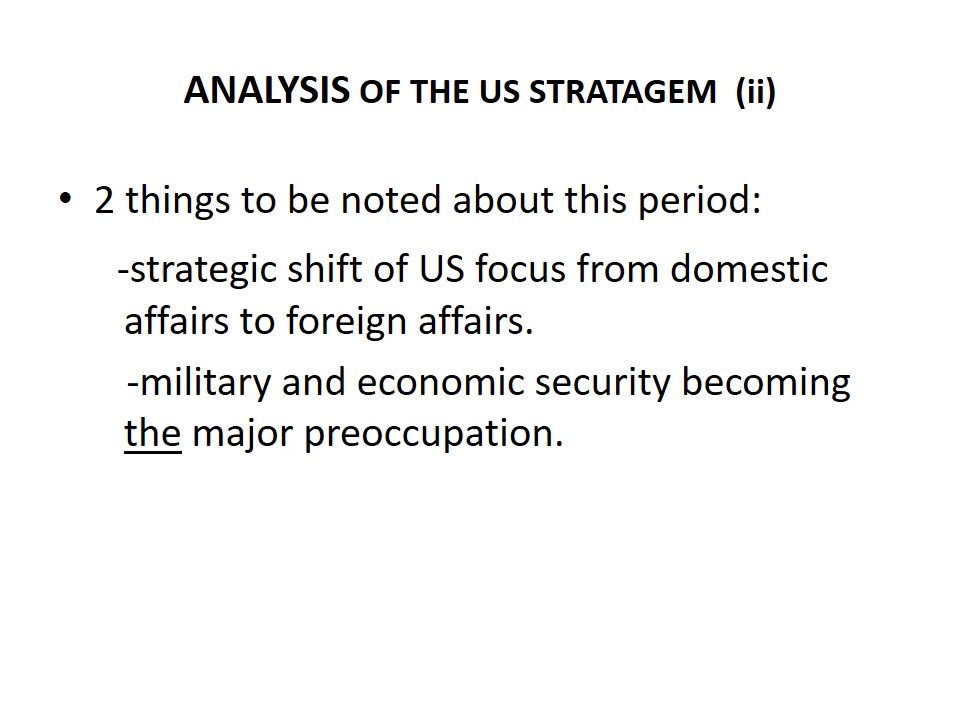 ANALYSIS OF THE US STRATAGEM (ii)
• 2 things to be noted about this period:
-strategic shift of US focus from domestic
affairs to foreign affairs.
-military and economic security becoming
the major preoccupation.